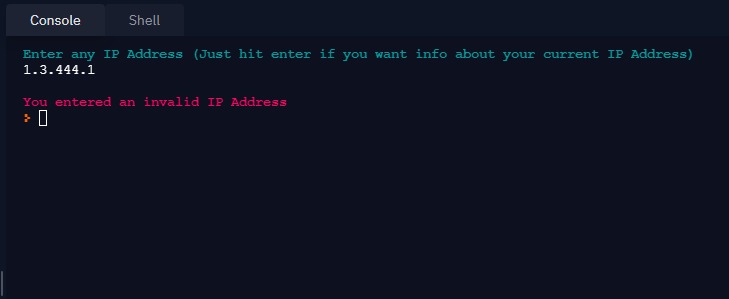 Console Shell
Enter any IP Address (Just hit enter if you want info about your current IP Address)
1.3.444.1
You entered an invalid IP Address